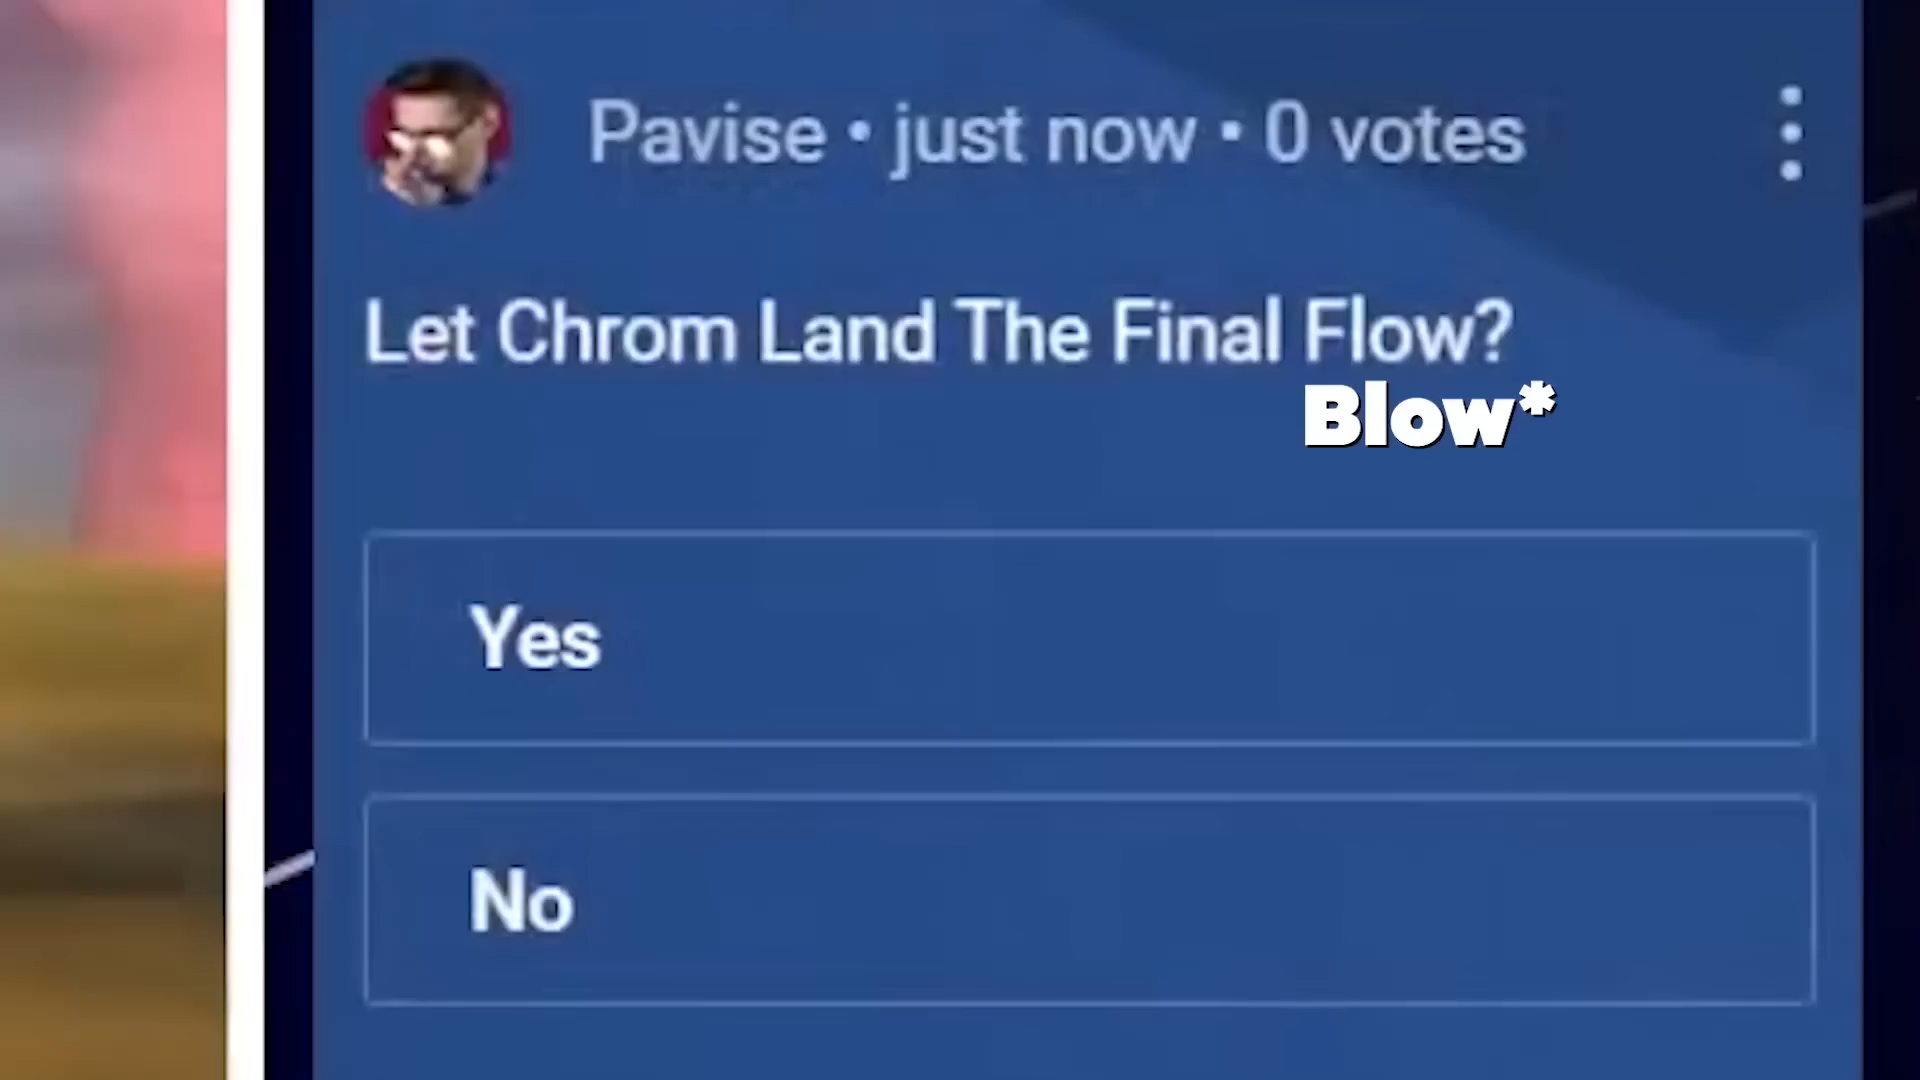 Pavise • just now • 0 votes
Let Chrom Land The Final Flow?
Blow*
Yes
No